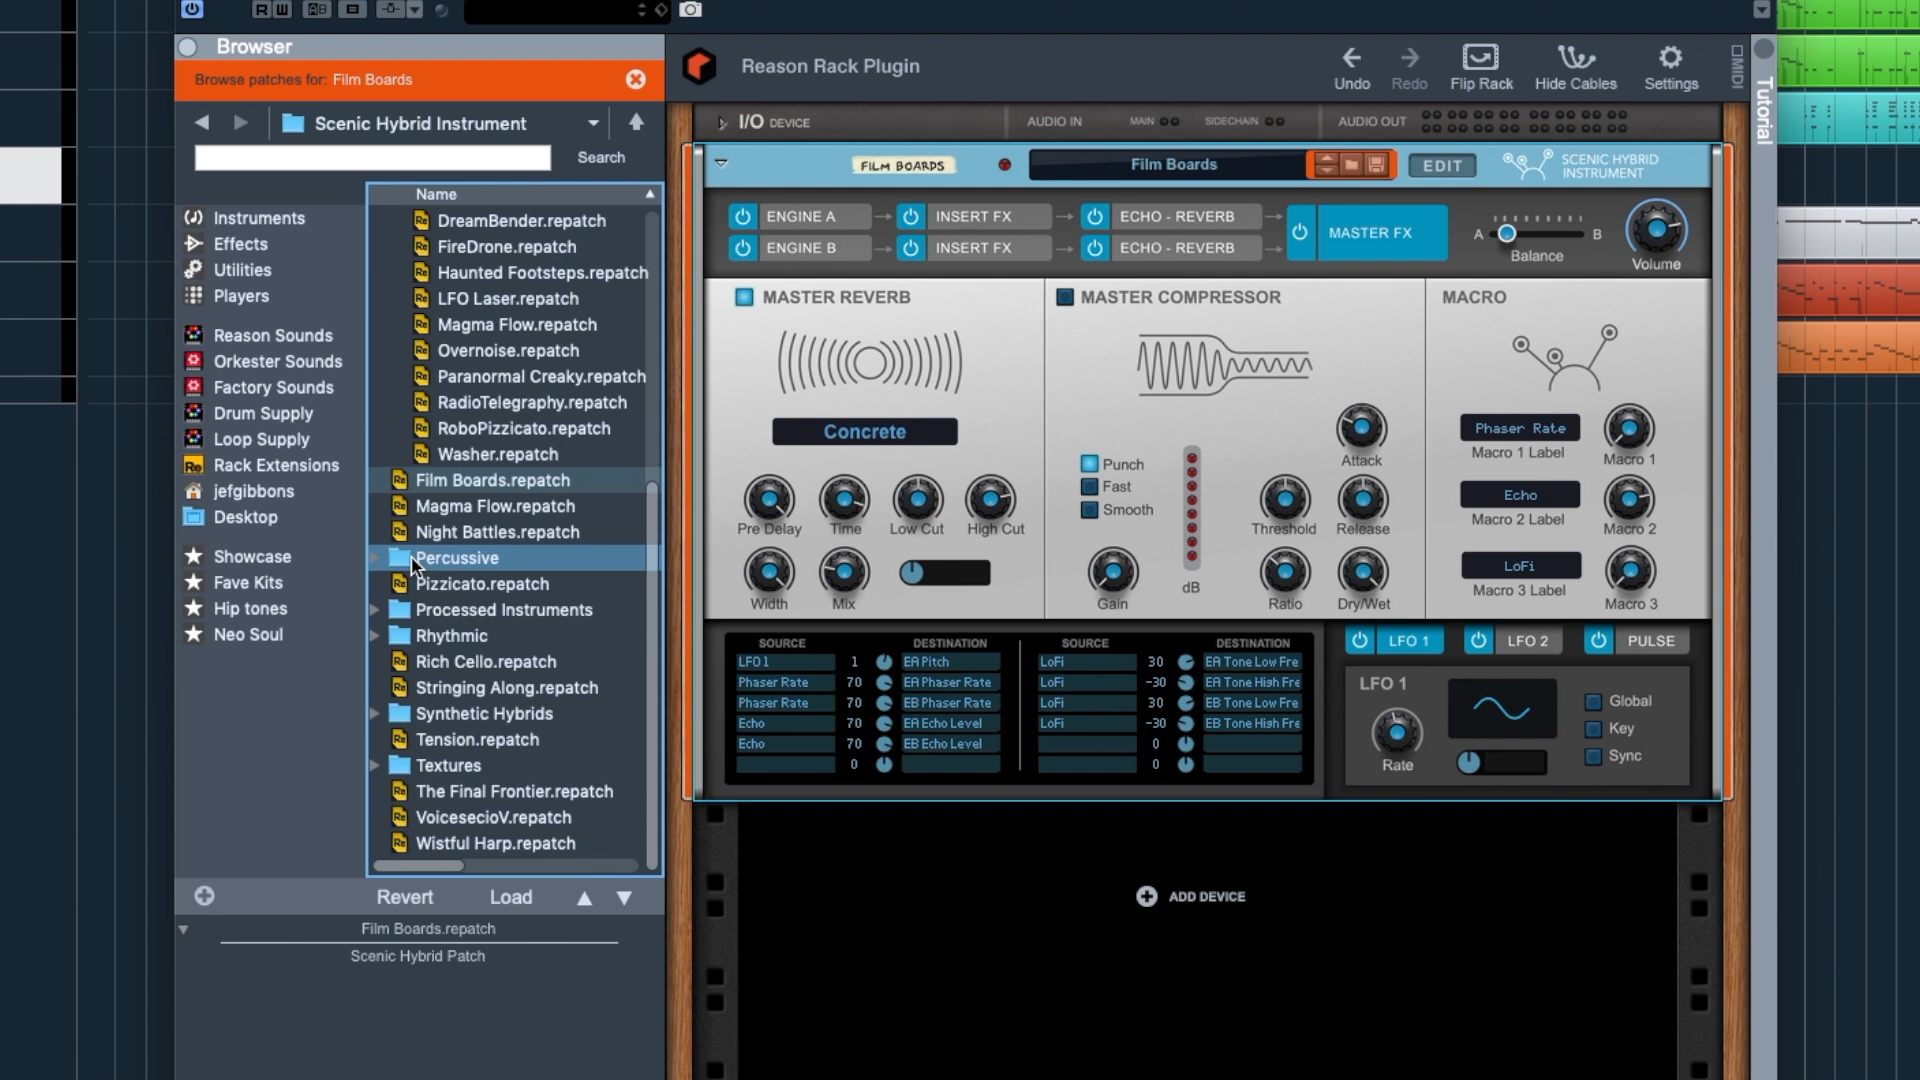 R W
Browser
Browse patches for: Film Boards
Scenic Hybrid Instrument
Search
Instruments
Effects
Utilities
Players
Reason Sounds
Orkester Sounds
Factory Sounds
Drum Supply
Loop Supply
Rack Extensions
jefgibbons
Desktop
Showcase
Fave Kits
Hip tones
Neo Soul
Name
DreamBender.repatch
FireDrone.repatch
Haunted Footsteps.repatch
LFO Laser.repatch
Magma Flow.repatch
Overnoise.repatch
Paranormal Creaky.repatch
RadioTelegraphy.repatch
RoboPizzicato.repatch
Washer.repatch
Film Boards.repatch
Magma Flow.repatch
Night Battles.repatch
Percussive
Pizzicato.repatch
Processed Instruments
Rhythmic
Rich Cello.repatch
Stringing Along.repatch
Synthetic Hybrids
Tension.repatch
Textures
The Final Frontier.repatch
VoicesecioV.repatch
Wistful Harp.repatch
Revert Load
Film Boards.repatch
Scenic Hybrid Patch
Reason Rack Plugin
Undo Redo Flip Rack Hide Cables Settings
MIDI
Tutorial
I/O DEVICE AUDIO IN MAIN SIDECHAIN AUDIO OUT
FILM BOARDS Film Boards EDIT SCENIC HYBRID
INSTRUMENT
ENGINE A INSERT FX ECHO - REVERB
ENGINE B INSERT FX ECHO - REVERB
MASTER FX
A B
Balance
Volume
MASTER REVERB
Concrete
Pre Delay Time Low Cut High Cut
Width Mix
MASTER COMPRESSOR
Punch
Fast
Smooth
Attack
Threshold Release
Gain dB Ratio Dry/Wet
MACRO
Phaser Rate
Macro 1 Label Macro 1
Echo
Macro 2 Label Macro 2
LoFi
Macro 3 Label Macro 3
SOURCE DESTINATION SOURCE DESTINATION
LFO1 1 EA Pitch LoFi 30 EA Tone Low Fre
Phaser Rate 70 EA Phaser Rate LoFi -30 EA Tone High Fre
Phaser Rate 70 EB Phaser Rate LoFi 30 EB Tone Low Fre
Echo 70 EA Echo Level LoFi -30 EB Tone High Fre
Echo 70 EB Echo Level 0
0 0
LFO 1 LFO 2 PULSE
LFO 1
Rate
Global
Key
Sync
ADD DEVICE